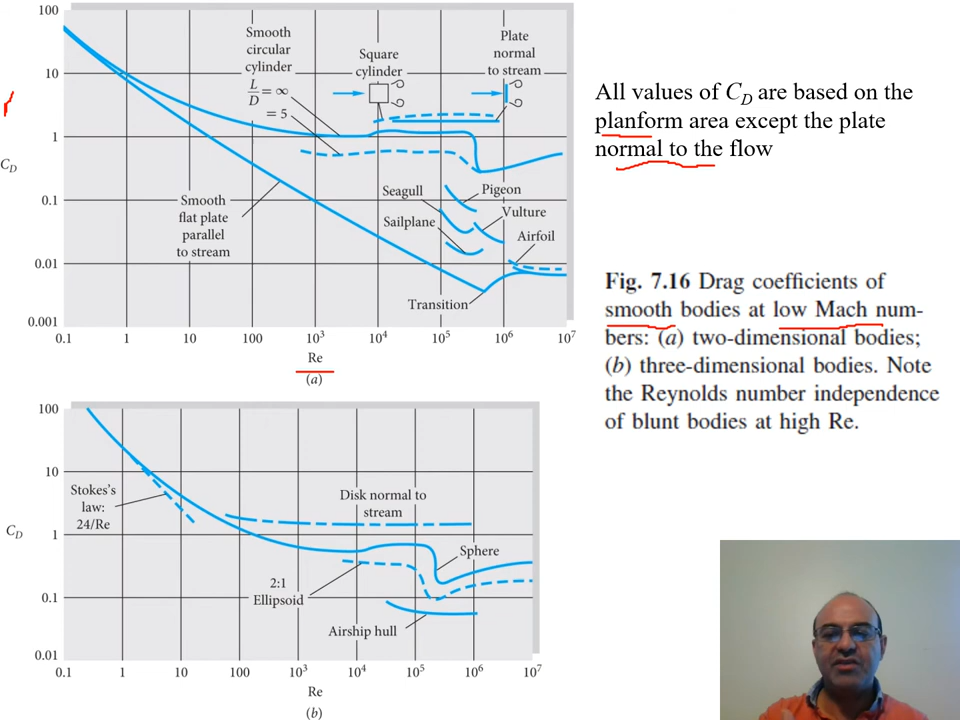 100
10
1
0.1
0.01
0.001
C_D
Smooth
circular
cylinder
L/D = ∞
= 5
Square
cylinder
Plate
normal
to stream
Smooth
flat plate
parallel
to stream
Seagull
Pigeon
Sailplane
Vulture
Airfoil
Transition
0.1 1 10 100 10³ 10⁴ 10⁵ 10⁶ 10⁷
Re
(a)
All values of C_D are based on the
planform area except the plate
normal to the flow
Fig. 7.16 Drag coefficients of
smooth bodies at low Mach num-
bers: (a) two-dimensional bodies;
(b) three-dimensional bodies. Note
the Reynolds number independence
of blunt bodies at high Re.
100
10
1
0.1
0.01
C_D
Stokes's
law:
24/Re
Disk normal to
stream
Sphere
2:1
Ellipsoid
Airship hull
0.1 1 10 100 10³ 10⁴ 10⁵ 10⁶ 10⁷
Re
(b)